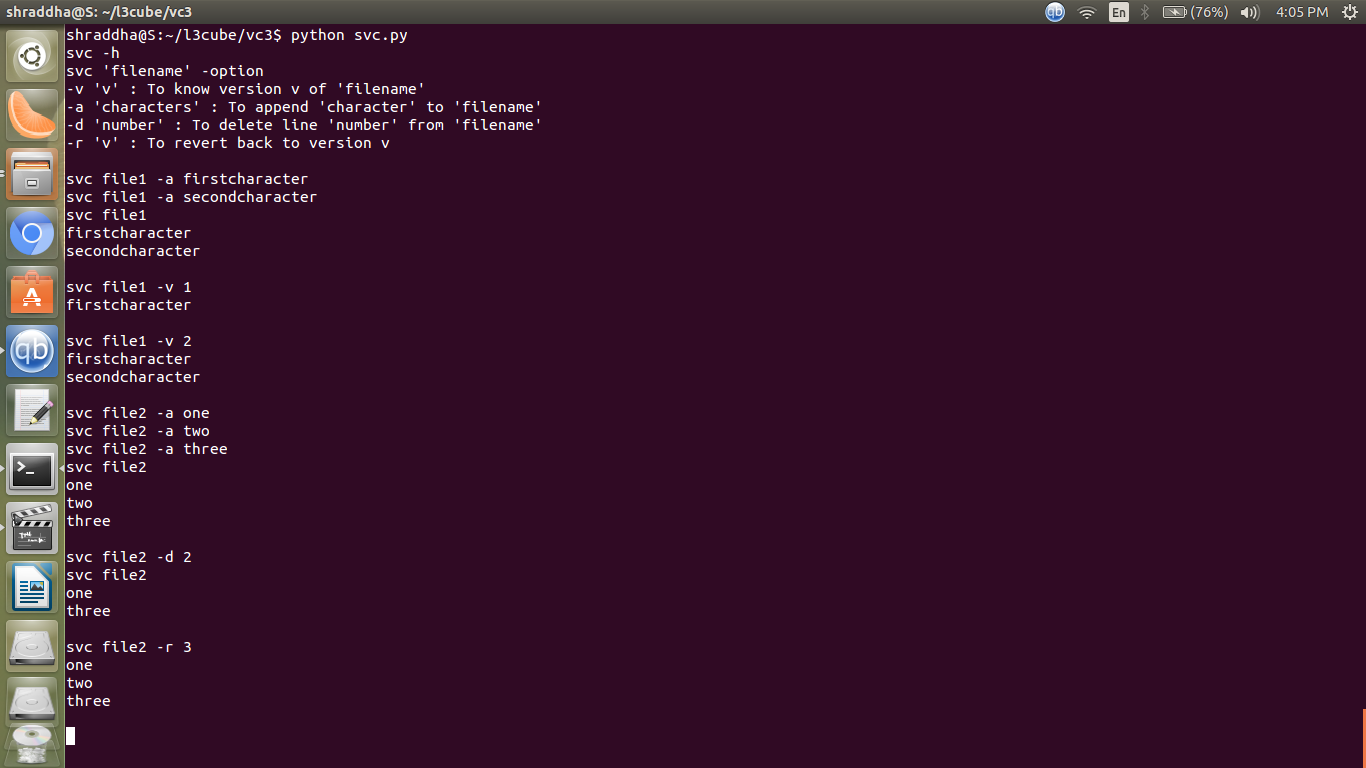 shraddha@S: ~/l3cube/vc3
En
(76%)
4:05 PM
shraddha@S:~/l3cube/vc3$ python svc.py
svc -h
svc 'filename' -option
-v 'v' : To know version v of 'filename'
-a 'characters' : To append 'character' to 'filename'
-d 'number' : To delete line 'number' from 'filename'
-r 'v' : To revert back to version v
svc file1 -a firstcharacter
svc file1 -a secondcharacter
svc file1
firstcharacter
secondcharacter
svc file1 -v 1
firstcharacter
svc file1 -v 2
firstcharacter
secondcharacter
svc file2 -a one
svc file2 -a two
svc file2 -a three
svc file2
one
two
three
svc file2 -d 2
svc file2
one
three
svc file2 -r 3
one
two
three